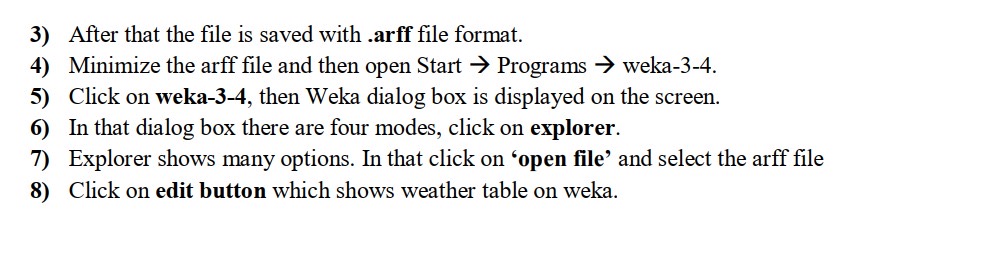 3) After that the file is saved with .arff file format.
4) Minimize the arff file and then open Start → Programs → weka-3-4.
5) Click on weka-3-4, then Weka dialog box is displayed on the screen.
6) In that dialog box there are four modes, click on explorer.
7) Explorer shows many options. In that click on ‘open file’ and select the arff file
8) Click on edit button which shows weather table on weka.